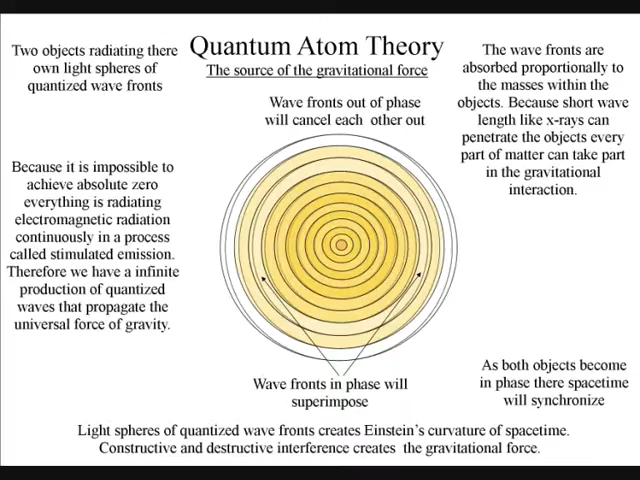 Quantum Atom Theory
The source of the gravitational force
Two objects radiating there
own light spheres of
quantized wave fronts
Wave fronts out of phase
will cancel each other out
The wave fronts are
absorbed proportionally to
the masses within the
objects. Because short wave
length like x-rays can
penetrate the objects every
part of matter can take part
in the gravitational
interaction.
Because it is impossible to
achieve absolute zero
everything is radiating
electromagnetic radiation
continuously in a process
called stimulated emission.
Therefore we have a infinite
production of quantized
waves that propagate the
universal force of gravity.
Wave fronts in phase will
superimpose
As both objects become
in phase there spacetime
will synchronize
Light spheres of quantized wave fronts creates Einstein's curvature of spacetime.
Constructive and destructive interference creates the gravitational force.